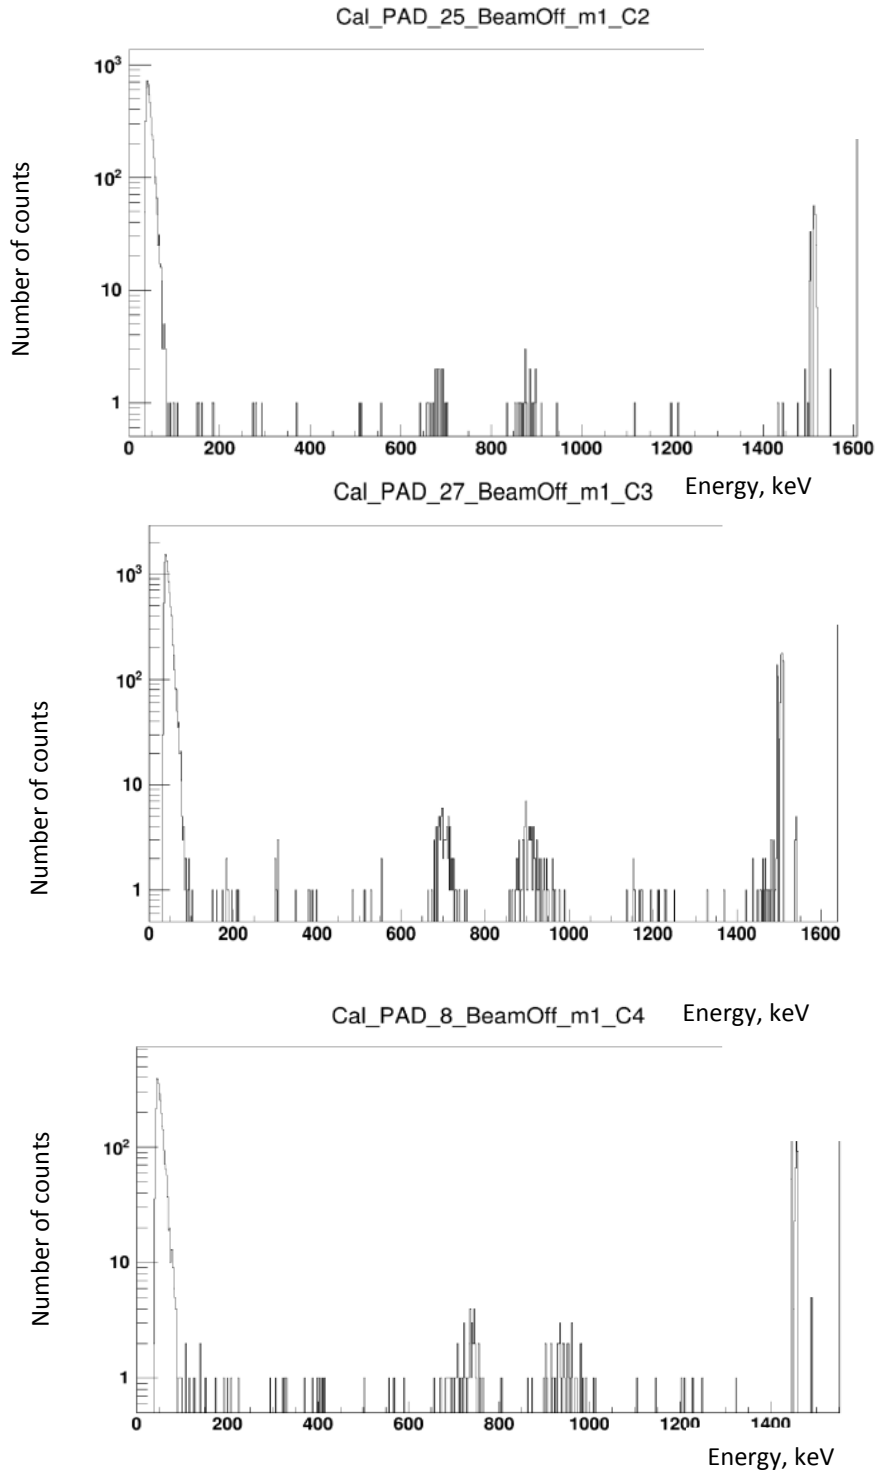 Cal_PAD_25_BeamOff_m1_C2
Number of counts
10³
10²
10
1
0 200 400 600 800 1000 1200 1400 1600
Energy, keV
Cal_PAD_27_BeamOff_m1_C3
Number of counts
10³
10²
10
1
0 200 400 600 800 1000 1200 1400 1600
Energy, keV
Cal_PAD_8_BeamOff_m1_C4
Number of counts
10²
10
1
0 200 400 600 800 1000 1200 1400
Energy, keV